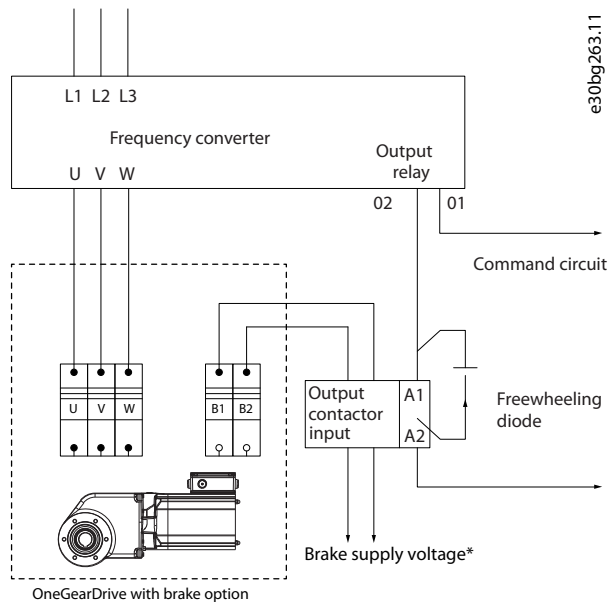 e30bg263.11
L1 L2 L3
Frequency converter
Output
relay
U V W
02 01
Command circuit
U V W B1 B2
Output
contactor
input
A1
A2
Freewheeling
diode
Brake supply voltage*
OneGearDrive with brake option